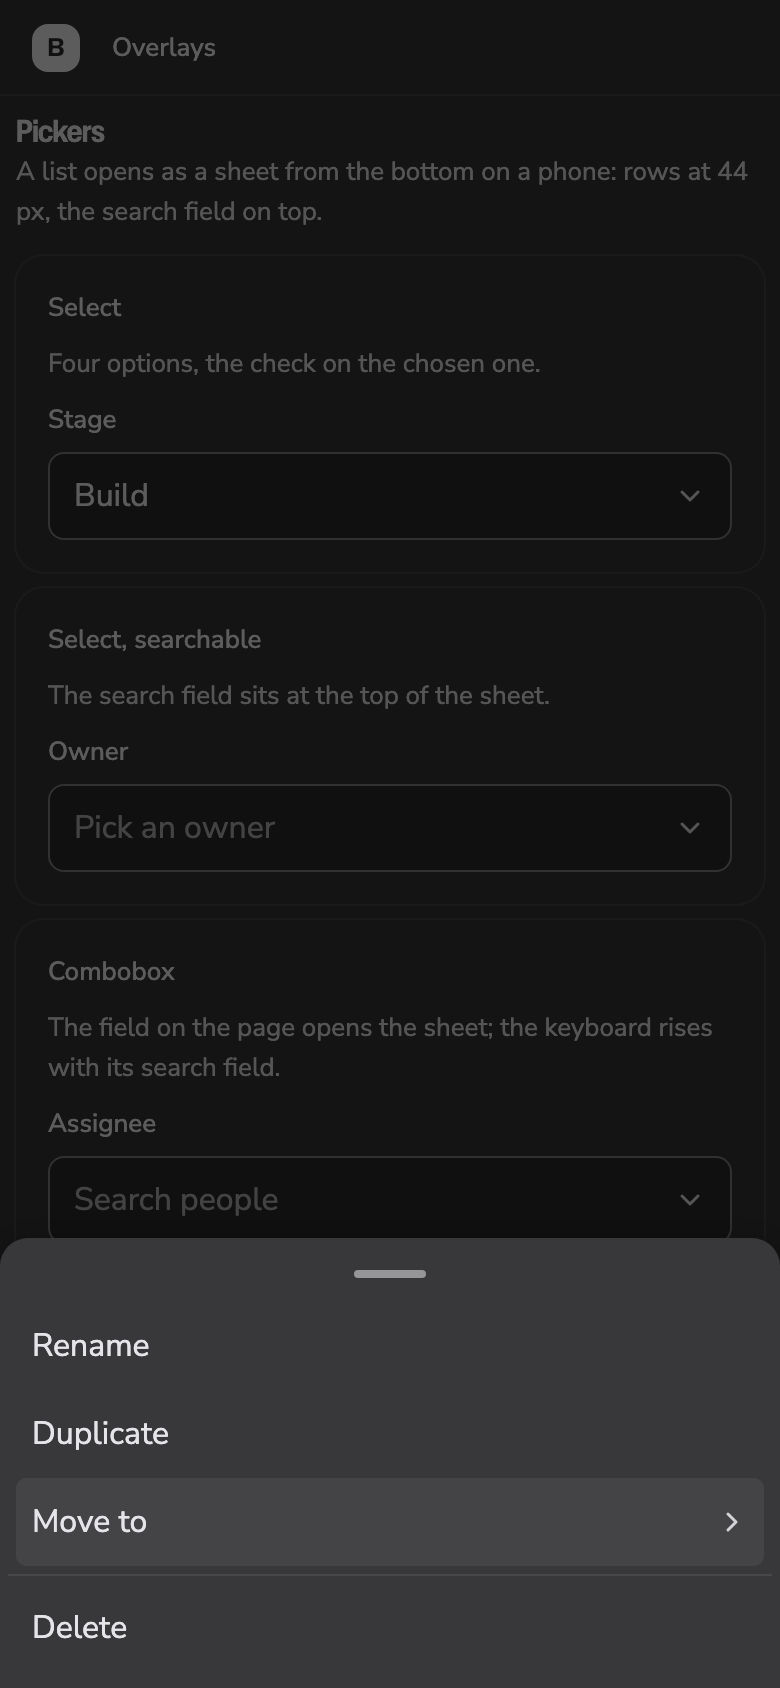 B
Overlays
Pickers
A list opens as a sheet from the bottom on a phone: rows at 44
px, the search field on top.
Select
Four options, the check on the chosen one.
Stage
Build
Select, searchable
The search field sits at the top of the sheet.
Owner
Pick an owner
Combobox
The field on the page opens the sheet; the keyboard rises
with its search field.
Assignee
Search people
Rename
Duplicate
Move to
Delete